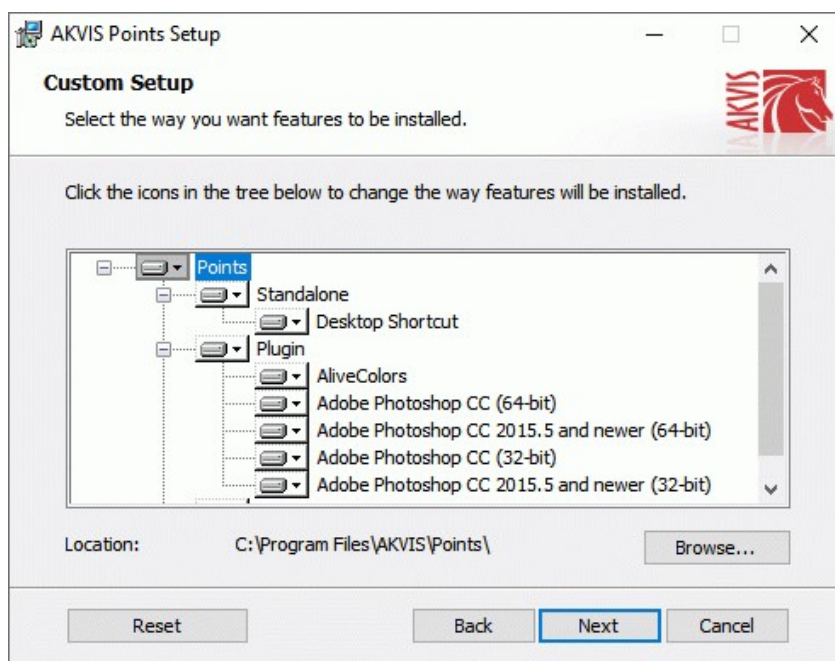 AKVIS Points Setup
Custom Setup
Select the way you want features to be installed.
AKVIS
Click the icons in the tree below to change the way features will be installed.
Points
Standalone
Desktop Shortcut
Plugin
AliveColors
Adobe Photoshop CC (64-bit)
Adobe Photoshop CC 2015.5 and newer (64-bit)
Adobe Photoshop CC (32-bit)
Adobe Photoshop CC 2015.5 and newer (32-bit)
Location: C:\Program Files\AKVIS\Points\ Browse...
Reset Back Next Cancel